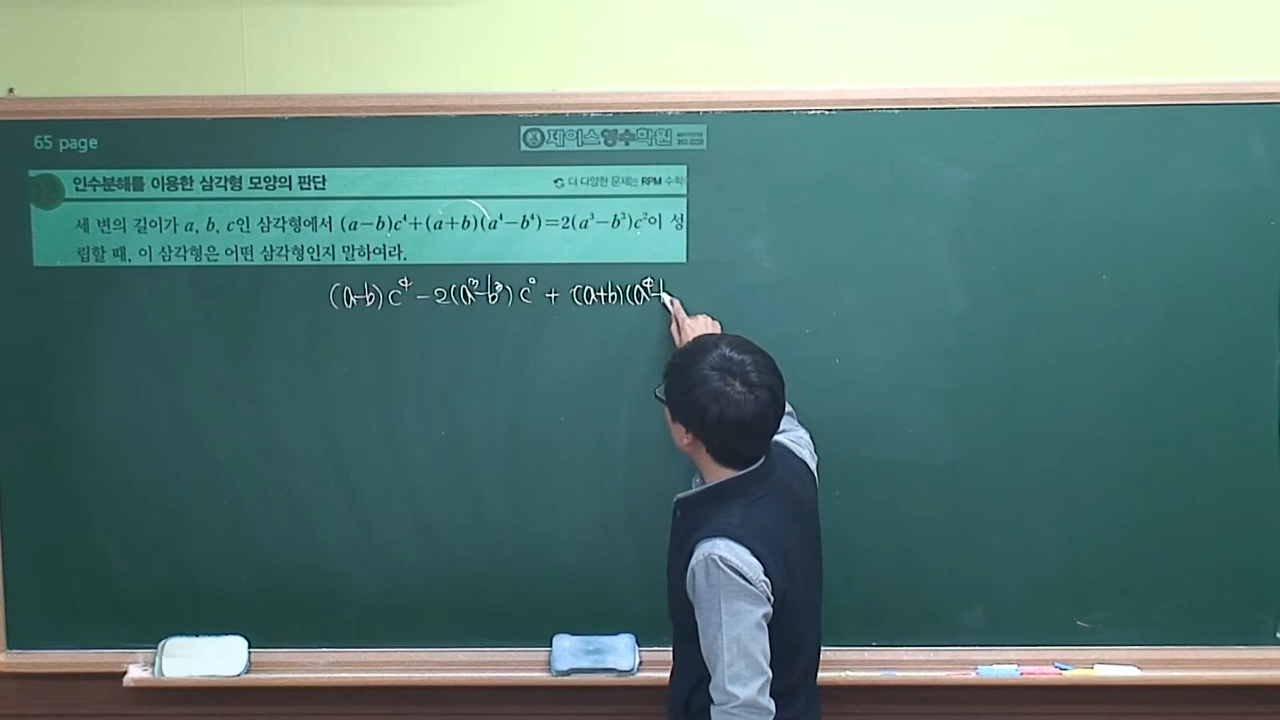 65 page
제이스영수학원
인수분해를 이용한 삼각형 모양의 판단
더 다양한 문제는 RPM 수학
세 변의 길이가 a, b, c인 삼각형에서 (a−b)c⁴+(a+b)(a⁴−b⁴)=2(a³−b³)c²이 성
립할 때, 이 삼각형은 어떤 삼각형인지 말하여라.
(a-b)c⁴ - 2(a³-b³)c² + (a+b)(a⁴-b